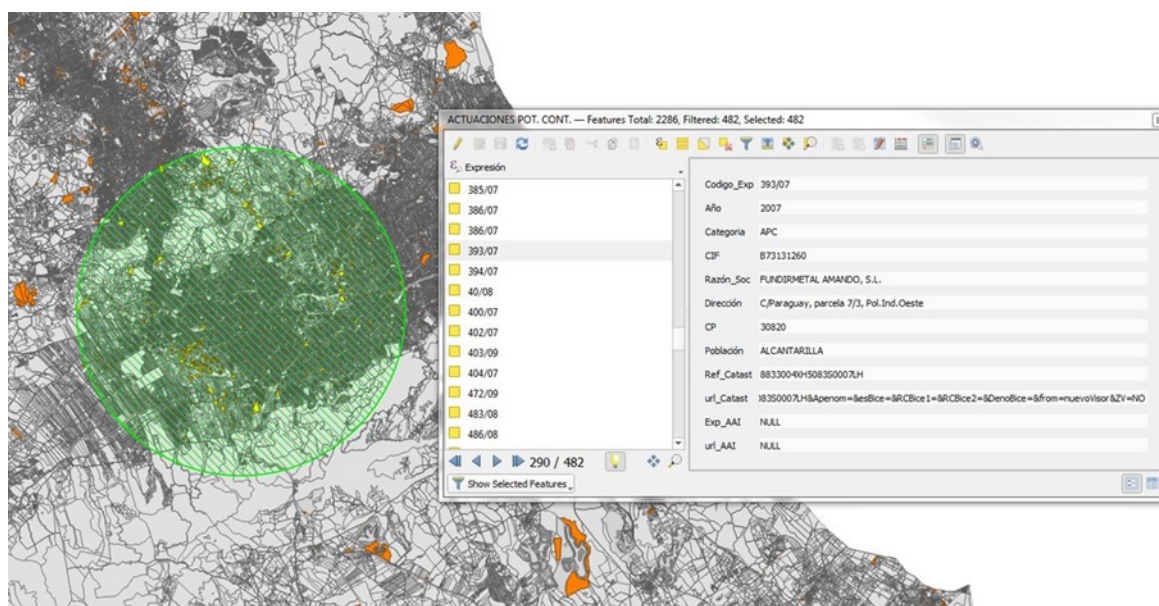 ACTUACIONES POT. CONT. — Features Total: 2286, Filtered: 482, Selected: 482
Expresión
385/07
386/07
386/07
393/07
394/07
40/08
400/07
402/07
403/09
404/07
472/09
483/08
486/08
290 / 482
Show Selected Features
Codigo_Exp 393/07
Año 2007
Categoria APC
CIF B73131260
Razón_Soc FUNDIRMETAL AMANDO, S.L.
Dirección C/Paraguay, parcela 7/3, Pol.Ind.Oeste
CP 30820
Población ALCANTARILLA
Ref_Catast 8833004XH5083S0007LH
url_Catast )83S0007LH&Apenom=&esBice=&RCBice1=&RCBice2=&DenoBice=&from=nuevoVisor&ZV=NO
Exp_AAI NULL
url_AAI NULL